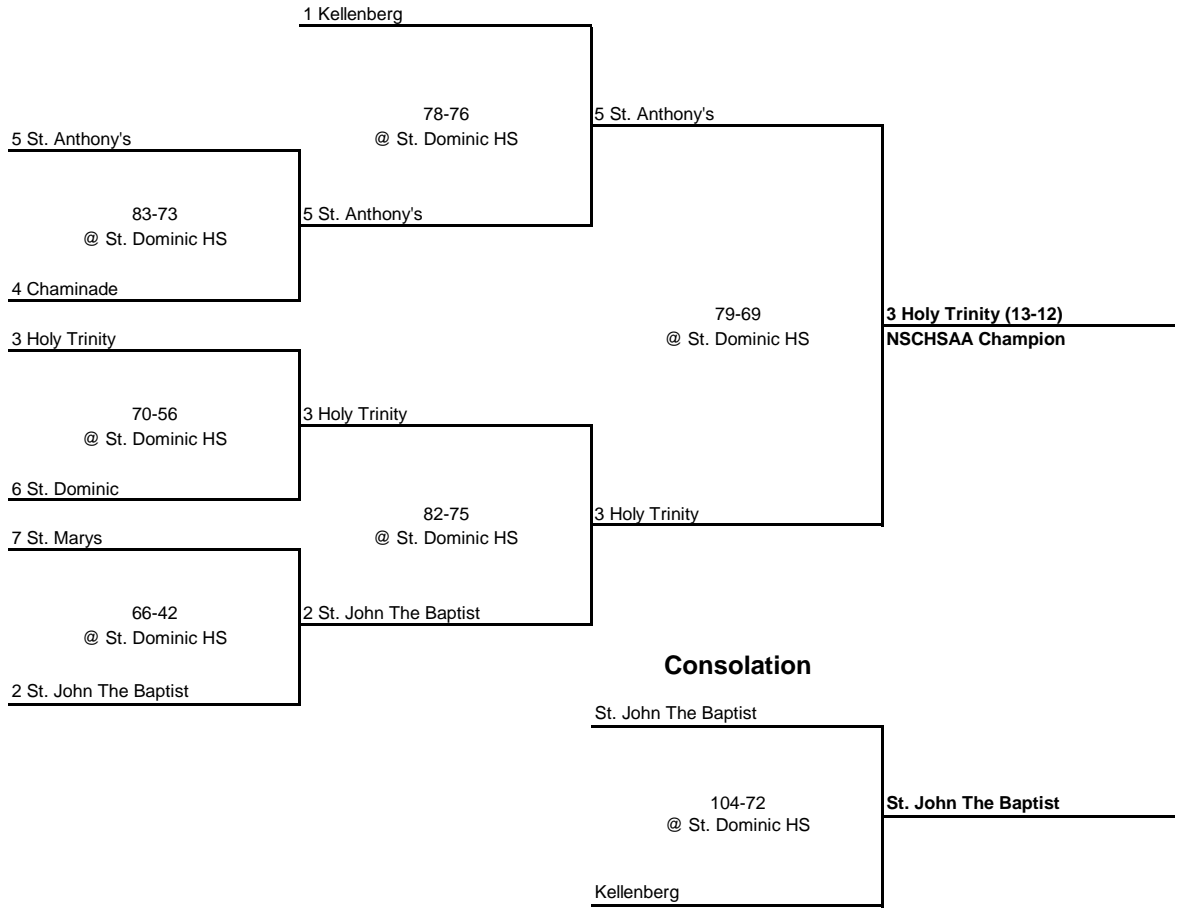 1 Kellenberg
78-76
@ St. Dominic HS
5 St. Anthony's
5 St. Anthony's
83-73
@ St. Dominic HS
5 St. Anthony's
4 Chaminade
79-69
@ St. Dominic HS
3 Holy Trinity (13-12)
NSCHSAA Champion
3 Holy Trinity
70-56
@ St. Dominic HS
3 Holy Trinity
6 St. Dominic
82-75
@ St. Dominic HS
3 Holy Trinity
7 St. Marys
66-42
@ St. Dominic HS
2 St. John The Baptist
2 St. John The Baptist
Consolation
St. John The Baptist
104-72
@ St. Dominic HS
St. John The Baptist
Kellenberg